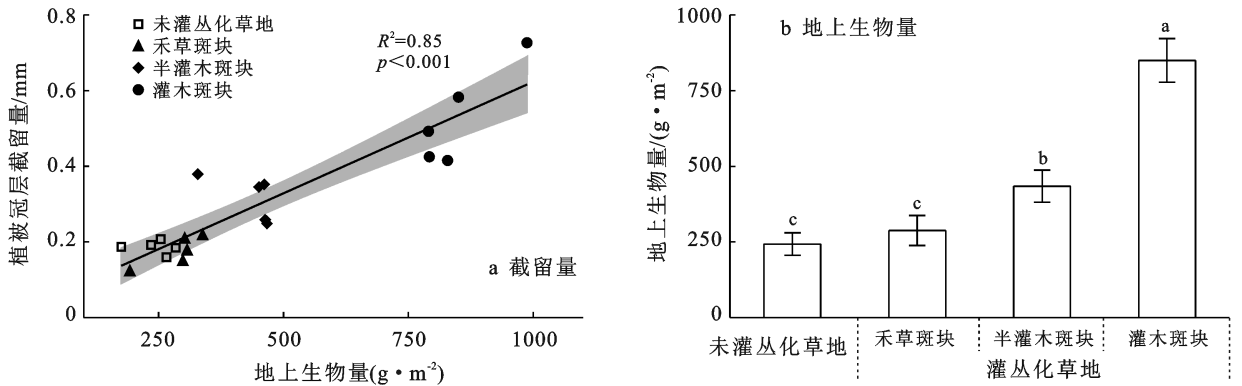 未灌丛化草地
禾草斑块
半灌木斑块
灌木斑块
R²=0.85
p＜0.001
a 截留量
植被冠层截留量/mm
0.8
0.6
0.4
0.2
0
250 500 750 1000
地上生物量(g·m⁻²)
b 地上生物量
地上生物量/(g·m⁻²)
1000
750
500
250
0
c
c
b
a
未灌丛化草地 禾草斑块 半灌木斑块 灌木斑块
灌丛化草地